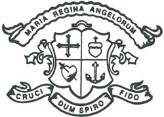 MARIA REGINA ANGELORUM
CRUCI DUM SPIRO FIDO